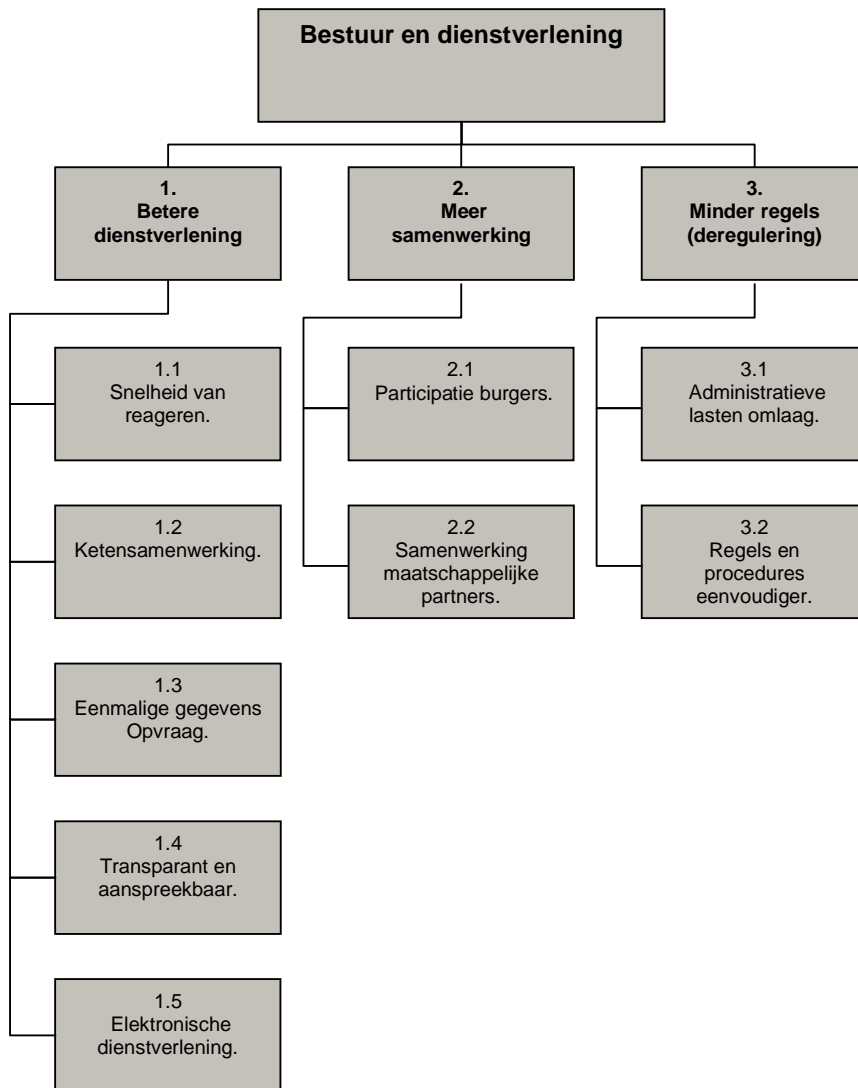 Bestuur en dienstverlening
1.
Betere
dienstverlening
2.
Meer
samenwerking
3.
Minder regels
(deregulering)
1.1
Snelheid van
reageren.
2.1
Participatie burgers.
3.1
Administratieve
lasten omlaag.
1.2
Ketensamenwerking.
2.2
Samenwerking
maatschappelijke
partners.
3.2
Regels en
procedures
eenvoudiger.
1.3
Eenmalige gegevens
Opvraag.
1.4
Transparant en
aanspreekbaar.
1.5
Elektronische
dienstverlening.